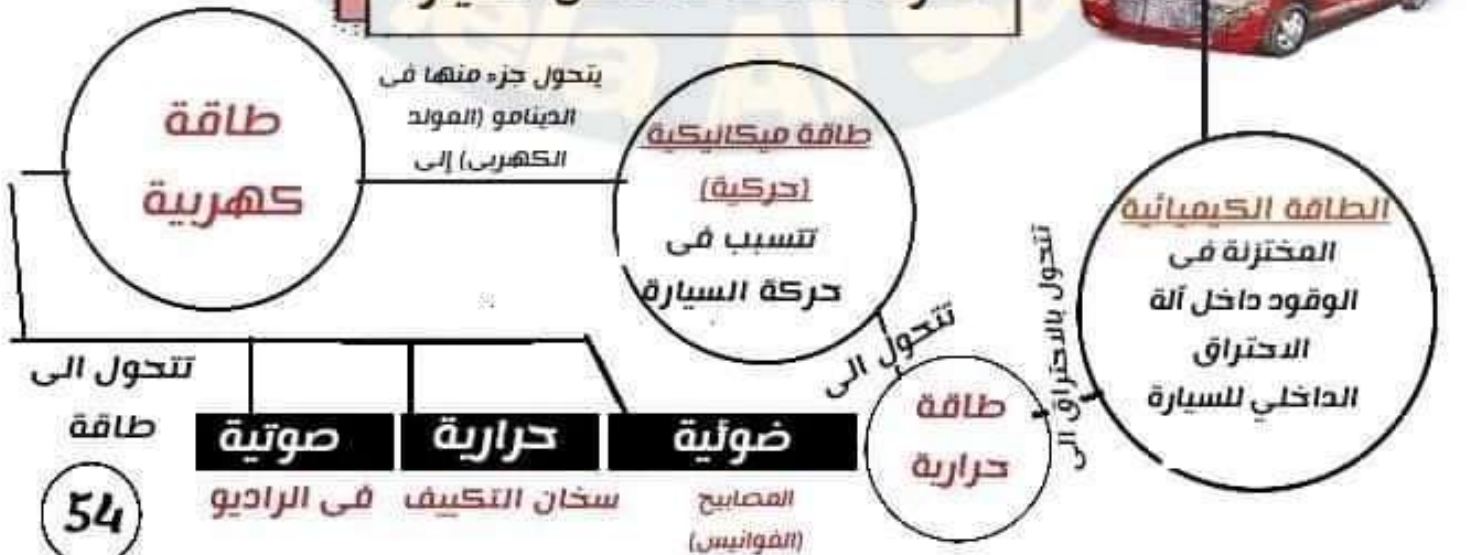 الطاقة الكيميائية
المختزنة فى
الوقود داخل آلة
الاحتراق
الداخلي للسيارة
تتحول بالاحتراق الى
طاقة
حرارية
تتحول الى
طاقة ميكانيكية
(حركية)
تتسبب فى
حركة السيارة
يتحول جزء منها فى
الدينامو (المولد
الكهربى) إلى
طاقة
كهربية
تتحول الى
طاقة
ضوئية
المصابيح
(الفوانيس)
حرارية
سخان التكييف
صوتية
فى الراديو
54